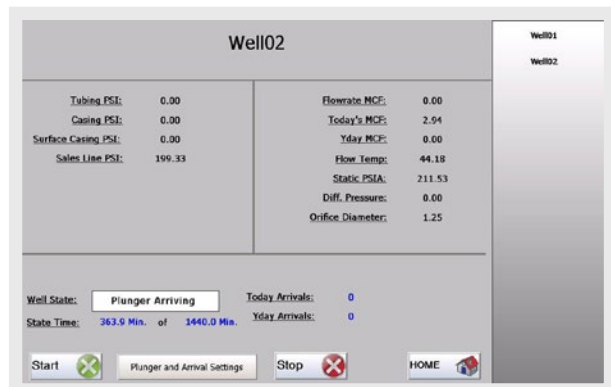 Well02
Well01
Well02
Tubing PSI: 0.00
Casing PSI: 0.00
Surface Casing PSI: 0.00
Sales Line PSI: 199.33
Flowrate MCF: 0.00
Today's MCF: 2.94
Yday MCF: 0.00
Flow Temp: 44.18
Static PSIA: 211.53
Diff. Pressure: 0.00
Orifice Diameter: 1.25
Well State: Plunger Arriving
State Time: 363.9 Min. of 1440.0 Min.
Today Arrivals: 0
Yday Arrivals: 0
Start
Plunger and Arrival Settings
Stop
HOME